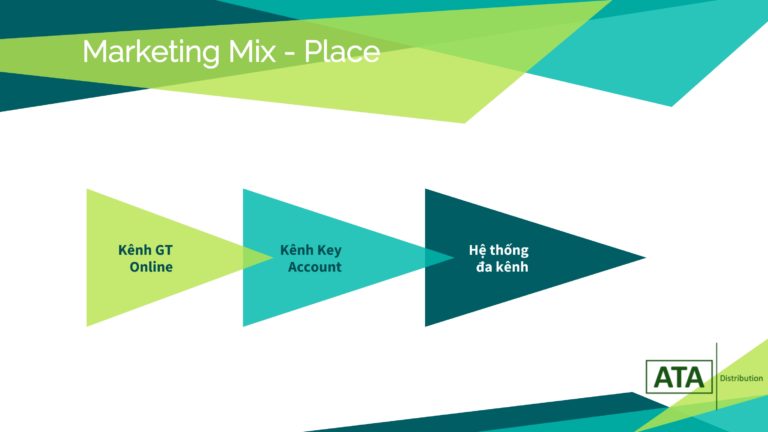 Marketing Mix - Place
Kênh GT
Online
Kênh Key
Account
Hệ thống
đa kênh
ATA
Distribution